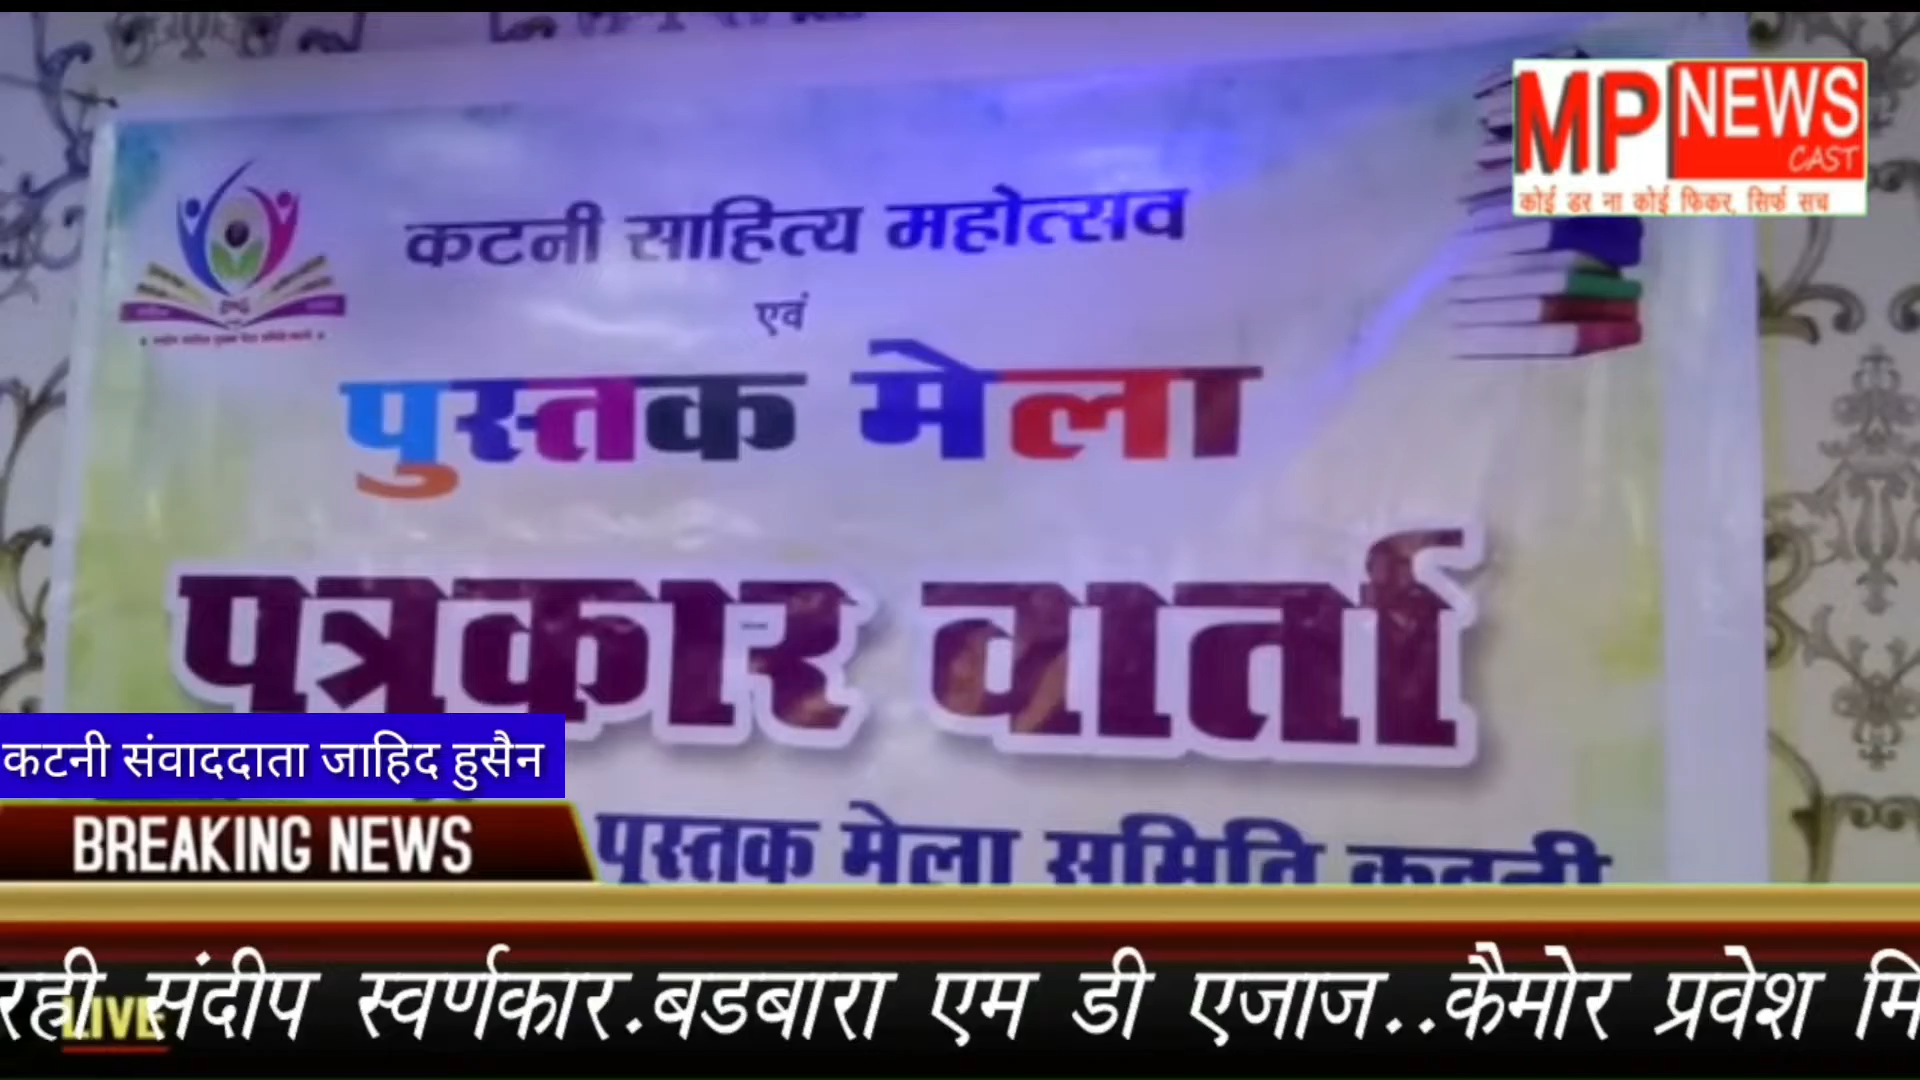 MP NEWS
CAST
कोई डर ना कोई फिकर, सिर्फ सच
कटनी साहित्य महोत्सव
एवं
पुस्तक मेला
पत्रकार वार्ता
कटनी संवाददाता जाहिद हुसैन
BREAKING NEWS
पुस्तक मेला समिति कटनी
LIVE
रही संदीप स्वर्णकार.बडबारा एम डी एजाज..कैमोर प्रवेश मि